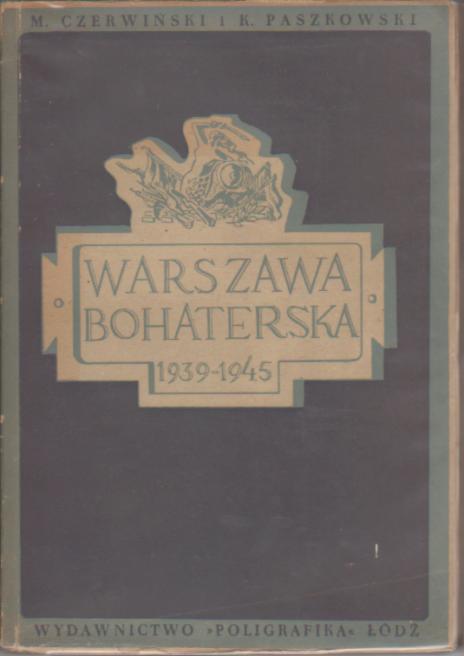 M. CZERWIŃSKI I K. PASZKOWSKI
WARSZAWA
BOHATERSKA
1939-1945
WYDAWNICTWO »POLIGRAFIKA« ŁÓDŹ